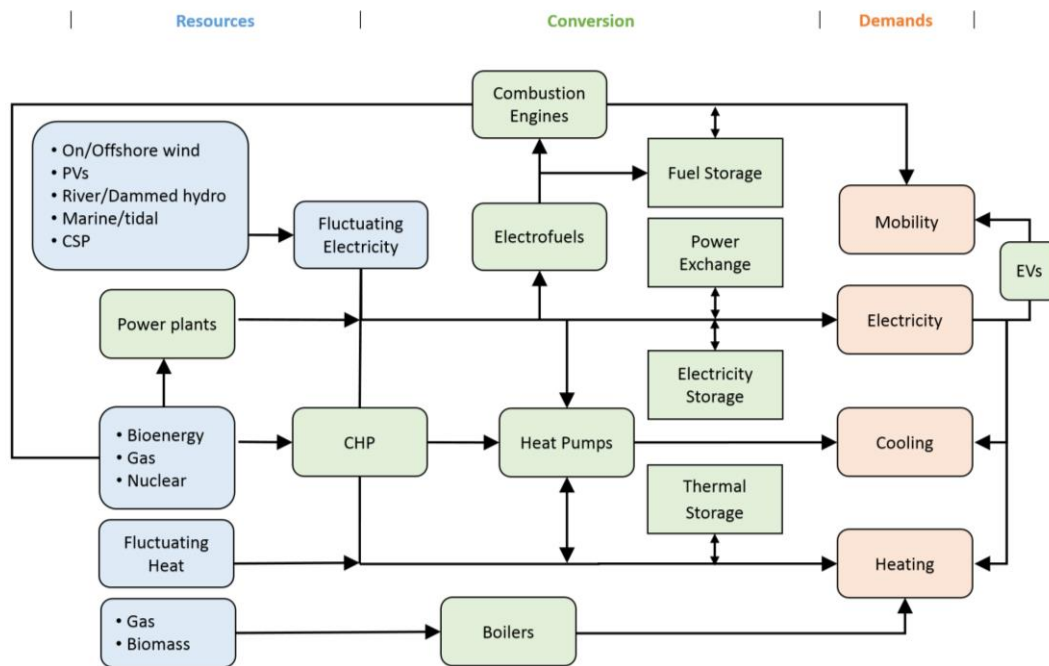 Resources
Conversion
Demands
Combustion
Engines
• On/Offshore wind
• PVs
• River/Dammed hydro
• Marine/tidal
• CSP
Fluctuating
Electricity
Electrofuels
Fuel Storage
Power
Exchange
Mobility
EVs
Power plants
Electricity
Electricity
Storage
• Bioenergy
• Gas
• Nuclear
CHP
Heat Pumps
Cooling
Thermal
Storage
Fluctuating
Heat
Heating
• Gas
• Biomass
Boilers